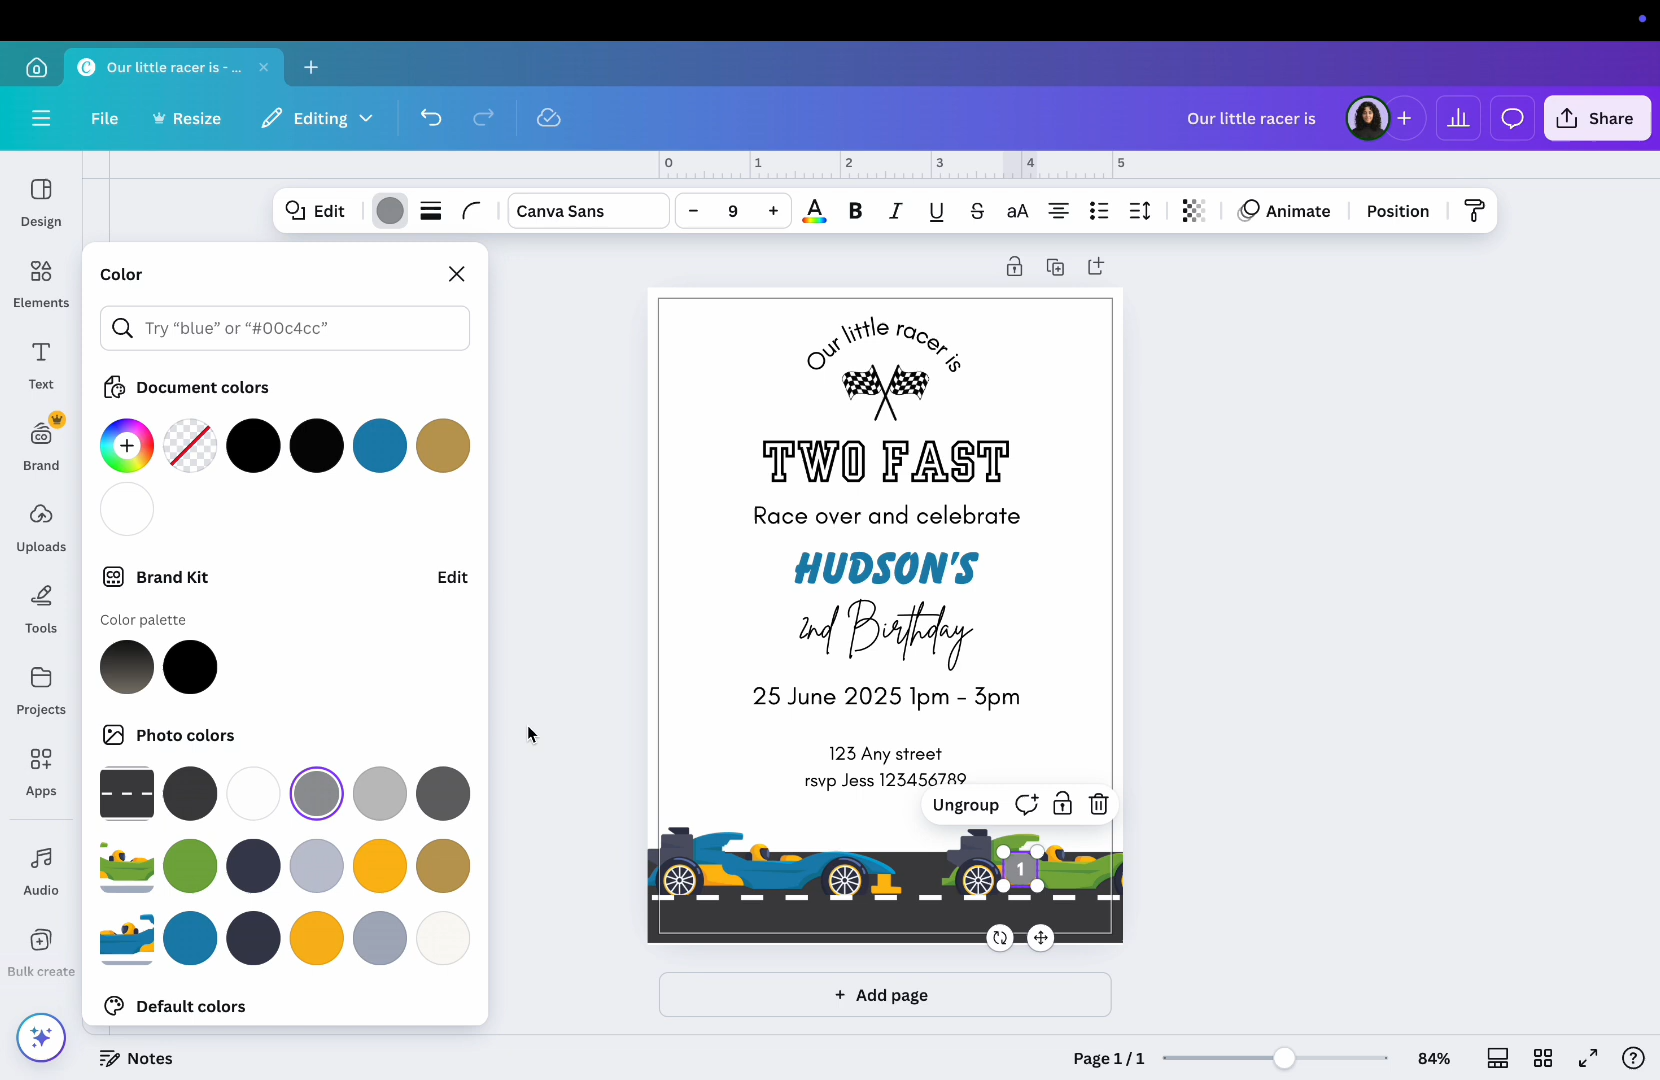 Our little racer is - ...
File
Resize
Editing
Our little racer is
Share
0 1 2 3 4 5
Design
Elements
Text
Brand
Uploads
Tools
Projects
Apps
Audio
Bulk create
Edit
Canva Sans
− 9 +
A
B
I
U
S
aA
Animate
Position
Color
Try “blue” or “#00c4cc”
Document colors
Brand Kit
Edit
Color palette
Photo colors
Default colors
Our little racer is
TWO FAST
Race over and celebrate
HUDSON'S
2nd Birthday
25 June 2025 1pm - 3pm
123 Any street
rsvp Jess 123456789
Ungroup
1
+ Add page
Notes
Page 1 / 1
84%